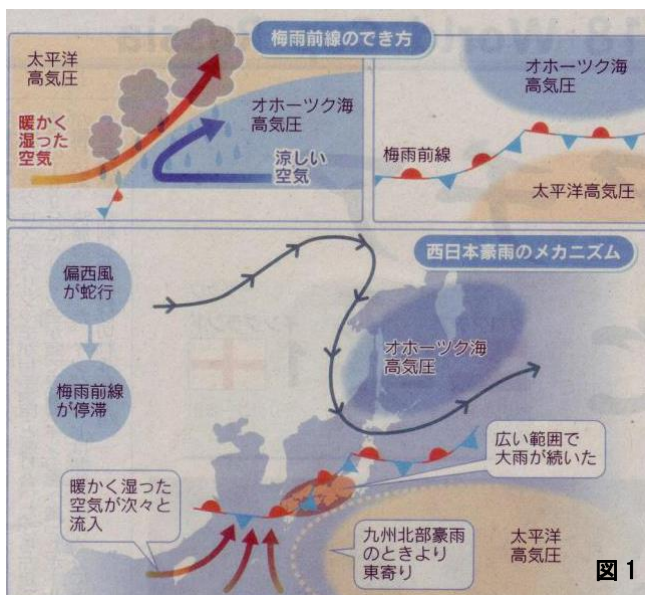 梅雨前線のでき方
太平洋
高気圧
暖かく
湿った
空気
オホーツク海
高気圧
涼しい
空気
オホーツク海
高気圧
梅雨前線
太平洋高気圧
西日本豪雨のメカニズム
偏西風
が蛇行
梅雨前線
が停滞
オホーツク海
高気圧
広い範囲で
大雨が続いた
暖かく湿った
空気が次々と
流入
九州北部豪雨
のときより
東寄り
太平洋
高気圧
図1